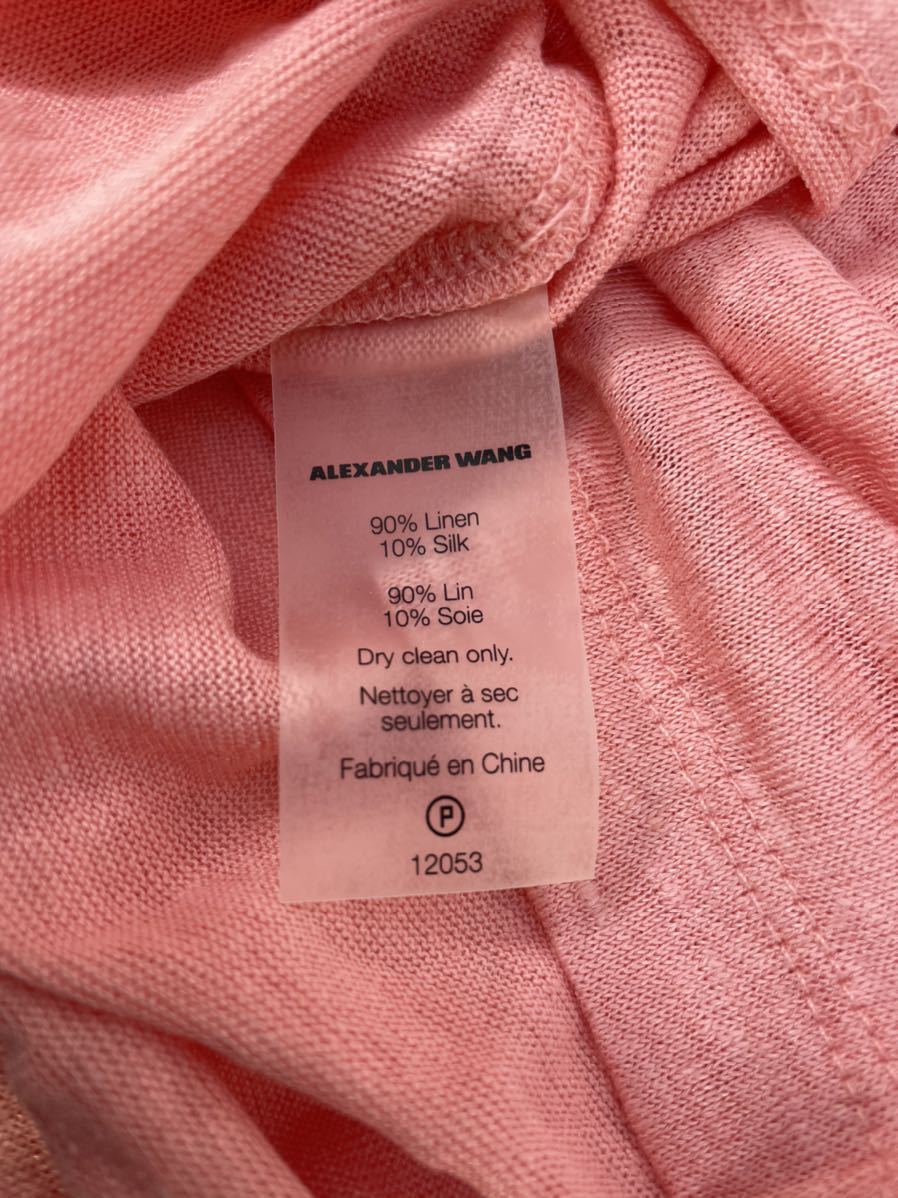 ALEXANDER WANG
90% Linen
10% Silk
90% Lin
10% Soie
Dry clean only.
Nettoyer à sec
seulement.
Fabriqué en Chine
P
12053